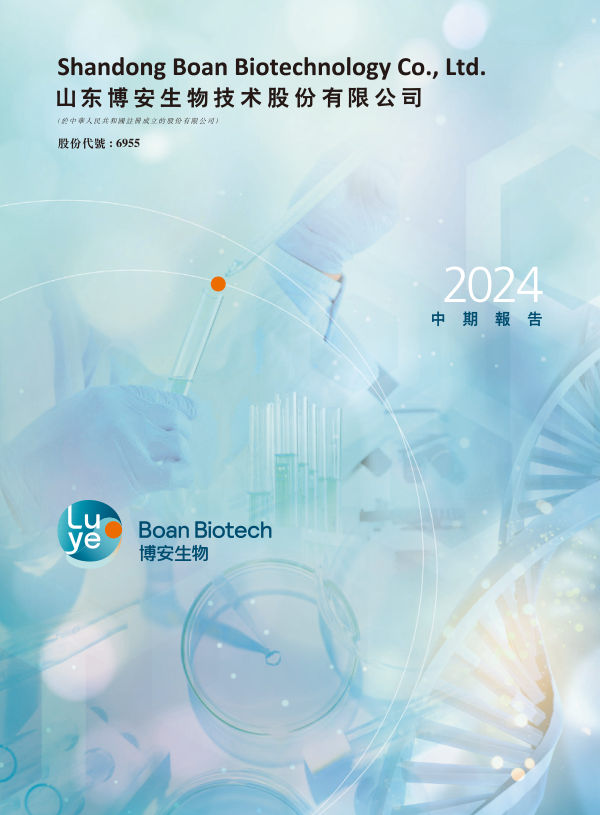 Shandong Boan Biotechnology Co., Ltd.
山东博安生物技术股份有限公司
(於中華人民共和國註冊成立的股份有限公司)
股份代號：6955
2024
中期報告
Lu
ye
Boan Biotech
博安生物